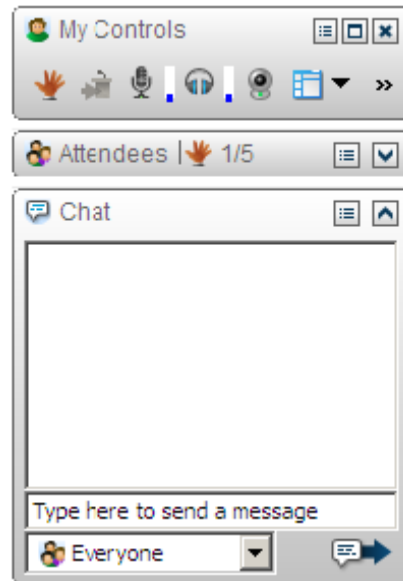 My Controls
»
Attendees | 1/5
Chat
Type here to send a message
Everyone